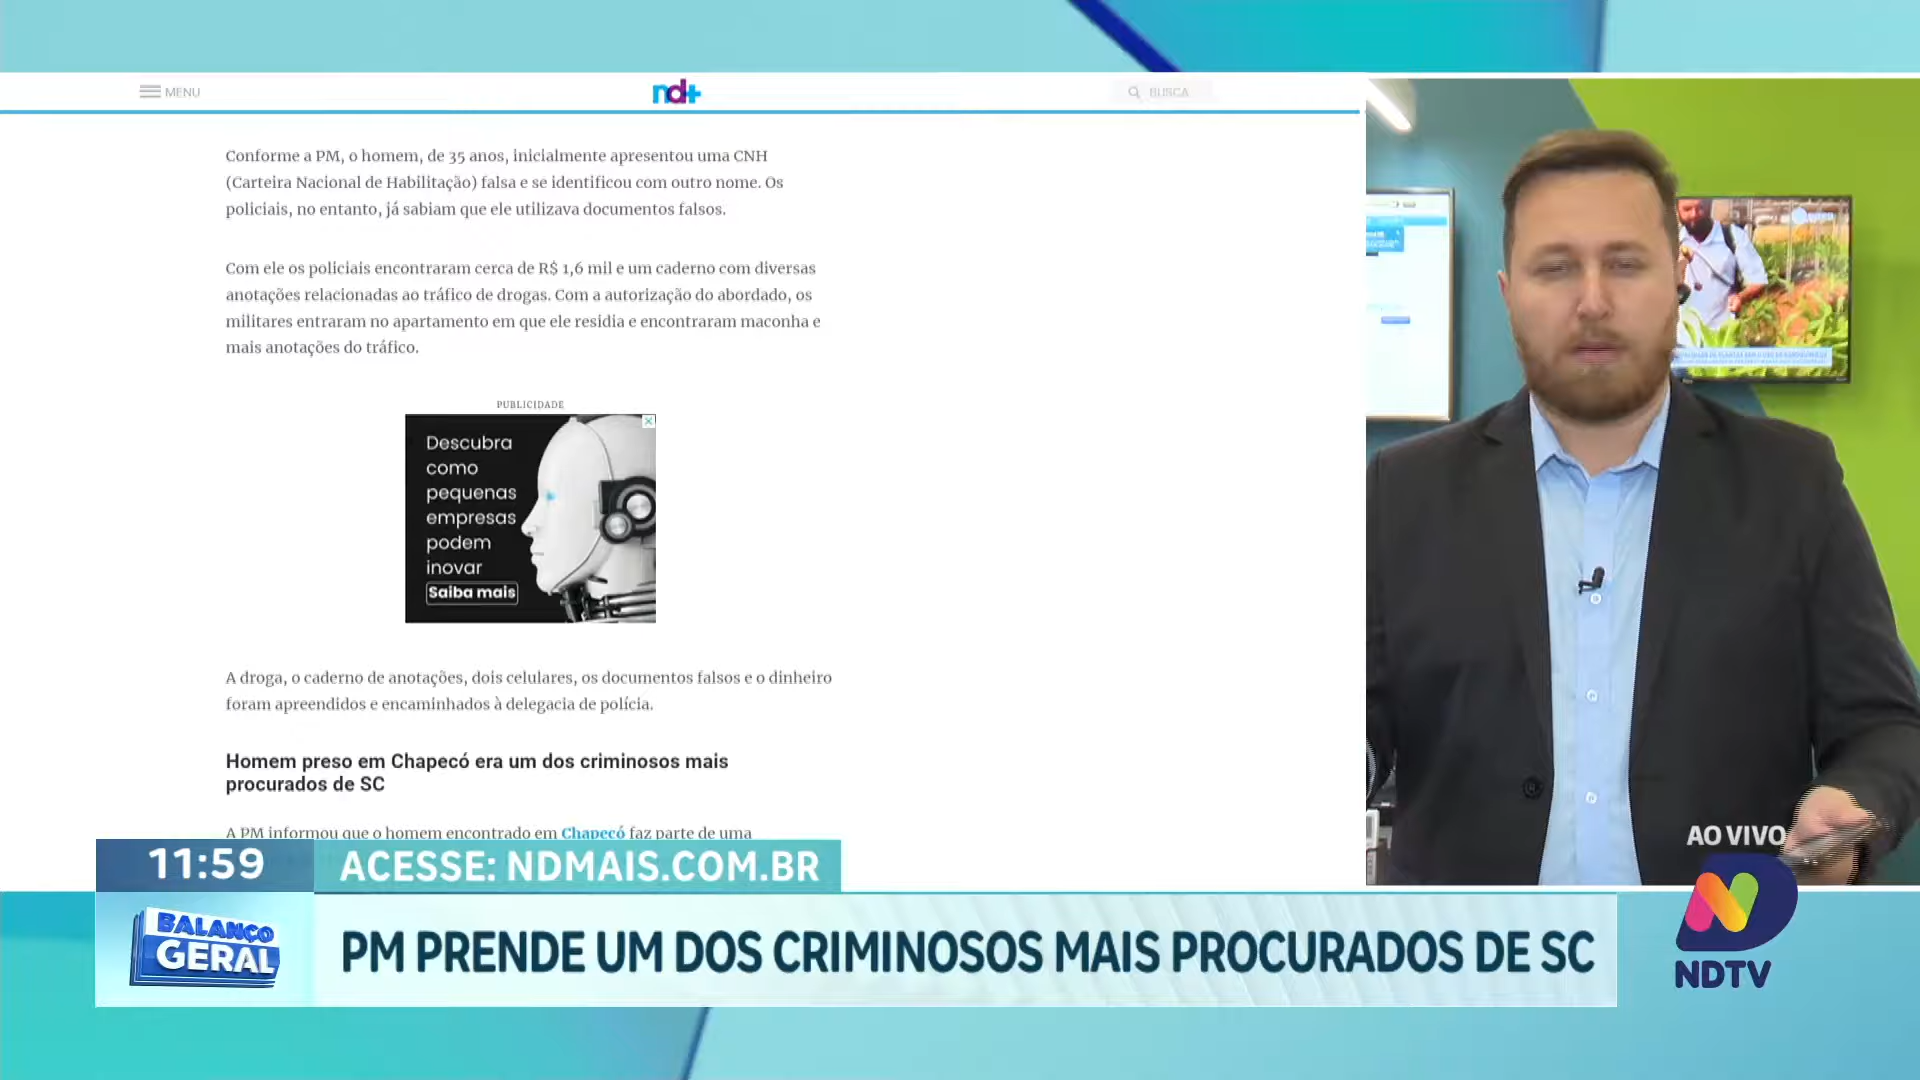 MENU
nd+
BUSCA
Conforme a PM, o homem, de 35 anos, inicialmente apresentou uma CNH
(Carteira Nacional de Habilitação) falsa e se identificou com outro nome. Os
policiais, no entanto, já sabiam que ele utilizava documentos falsos.
Com ele os policiais encontraram cerca de R$ 1,6 mil e um caderno com diversas
anotações relacionadas ao tráfico de drogas. Com a autorização do abordado, os
militares entraram no apartamento em que ele residia e encontraram maconha e
mais anotações do tráfico.
PUBLICIDADE
Descubra
como
pequenas
empresas
podem
inovar
Saiba mais
A droga, o caderno de anotações, dois celulares, os documentos falsos e o dinheiro
foram apreendidos e encaminhados à delegacia de polícia.
Homem preso em Chapecó era um dos criminosos mais
procurados de SC
A PM informou que o homem encontrado em Chapecó faz parte de uma
11:59
ACESSE: NDMAIS.COM.BR
BALANÇO
GERAL
PM PRENDE UM DOS CRIMINOSOS MAIS PROCURADOS DE SC
AO VIVO
NDTV